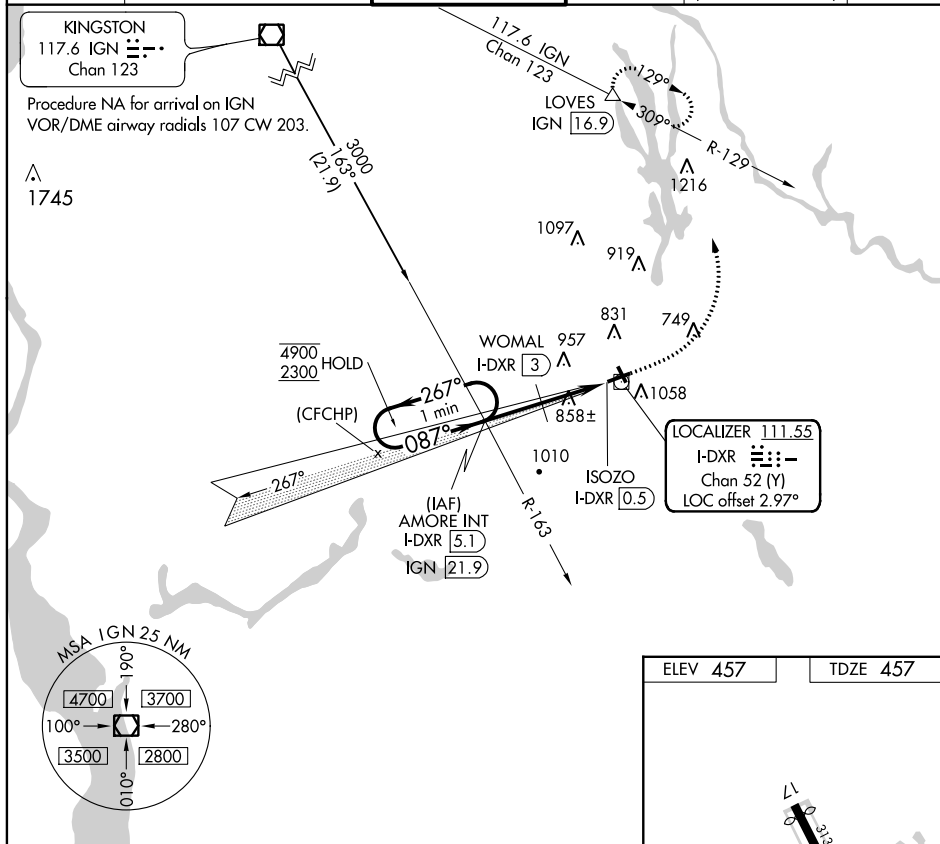 KINGSTON
117.6 IGN
Chan 123
Procedure NA for arrival on IGN
VOR/DME airway radials 107 CW 203.
1745
3000
163°
(21.9)
117.6 IGN
Chan 123
LOVES
IGN 16.9
129°
309°
R-129
1216
1097
919
831
749
WOMAL
I-DXR 3
957
4900
2300
HOLD
267°
1 min
087°
(CFCHP)
267°
858±
1058
1010
LOCALIZER 111.55
I-DXR
Chan 52 (Y)
LOC offset 2.97°
ISOZO
I-DXR 0.5
(IAF)
AMORE INT
I-DXR 5.1
IGN 21.9
R-163
MSA IGN 25 NM
190°
4700
3700
100°
280°
3500
2800
010°
ELEV 457
TDZE 457
17
313